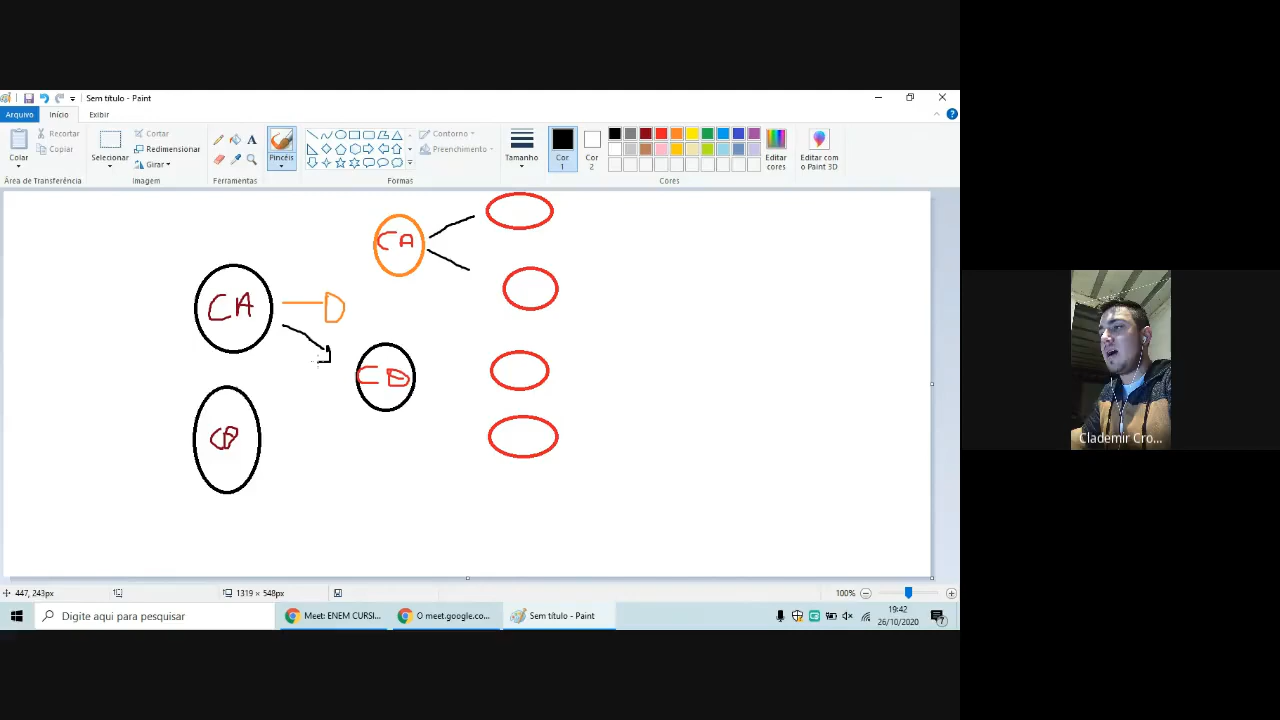 Sem título - Paint
Arquivo
Início
Exibir
Colar
Recortar
Copiar
Área de Transferência
Selecionar
Cortar
Redimensionar
Girar
Imagem
A
Ferramentas
Pincéis
Formas
Contorno
Preenchimento
Tamanho
Cor 1
Cor 2
Cores
Editar cores
Editar com o Paint 3D
CA
CA
D
CD
Clademir Cro...
447, 243px
1319 × 548px
100%
Digite aqui para pesquisar
Meet: ENEM CURSI...
O meet.google.co...
Sem título - Paint
19:42
26/10/2020
7